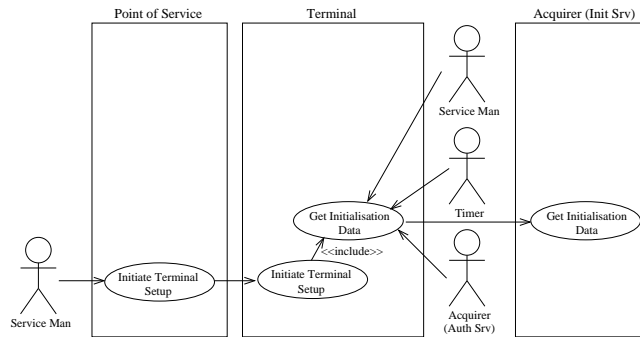 Point of Service
Terminal
Acquirer (Init Srv)
Service Man
Get Initialisation
Data
Timer
Get Initialisation
Data
<<include>>
Initiate Terminal
Setup
Initiate Terminal
Setup
Service Man
Acquirer
(Auth Srv)